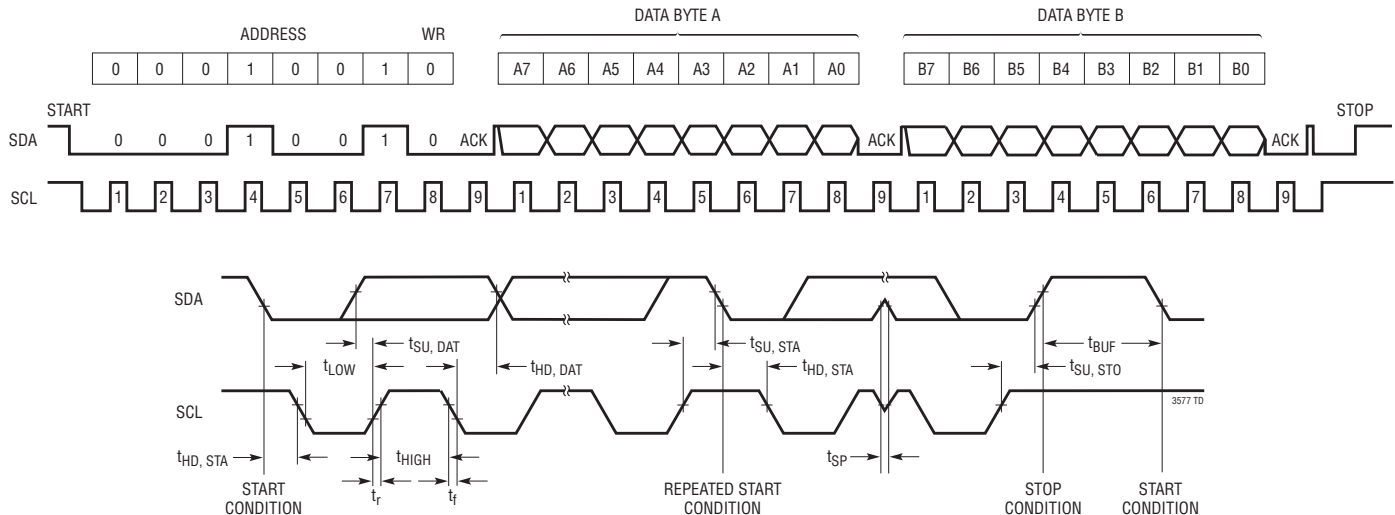 DATA BYTE A DATA BYTE B
ADDRESS WR
0 0 0 1 0 0 1 0 A7 A6 A5 A4 A3 A2 A1 A0 B7 B6 B5 B4 B3 B2 B1 B0
START STOP
SDA 0 0 0 1 0 0 1 0 ACK ACK ACK
SCL 1 2 3 4 5 6 7 8 9 1 2 3 4 5 6 7 8 9 1 2 3 4 5 6 7 8 9
SDA
tSU, DAT tSU, STA tBUF
tLOW tHD, DAT tHD, STA tSU, STO
SCL 3577 TD
tHD, STA tHIGH tSP
tr tf
START CONDITION REPEATED START CONDITION STOP CONDITION START CONDITION